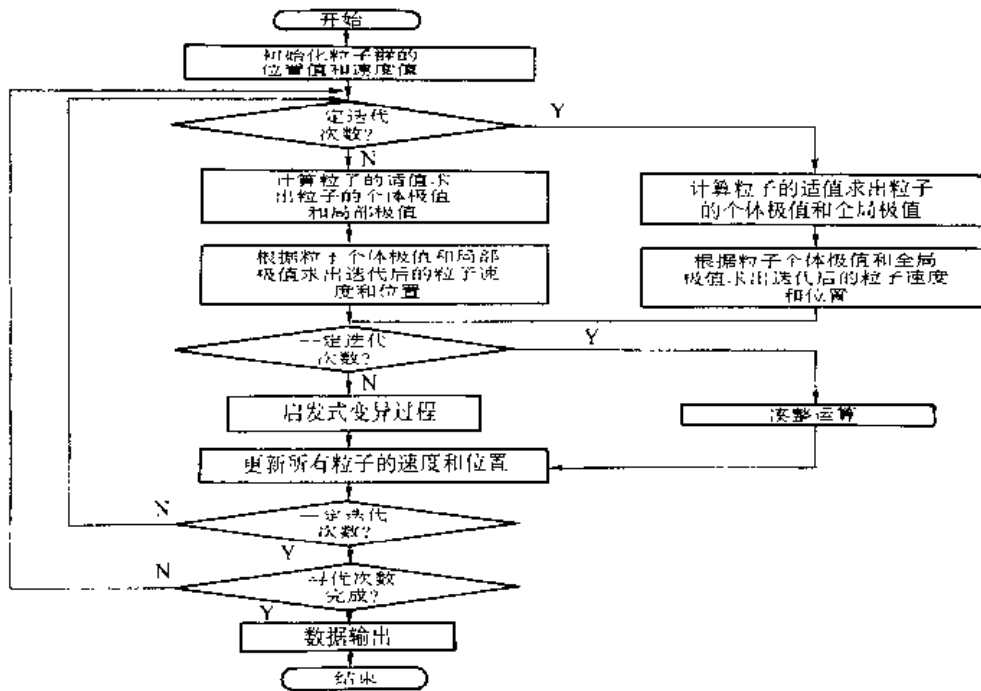 开始
初始化粒子群的
位置值和速度值
定迭代
次数?
Y
N
计算粒子的适值求
出粒子的个体极值
和局部极值
计算粒子的适值求出粒子
的个体极值和全局极值
根据粒子个体极值和局部
极值求出迭代后的粒子速
度和位置
根据粒子个体极值和全局
极值求出迭代后的粒子速度
和位置
一定迭代
次数?
Y
N
启发式变异过程
凑整运算
更新所有粒子的速度和位置
N
一定迭代
次数?
Y
N
寻优次数
完成?
Y
数据输出
结束